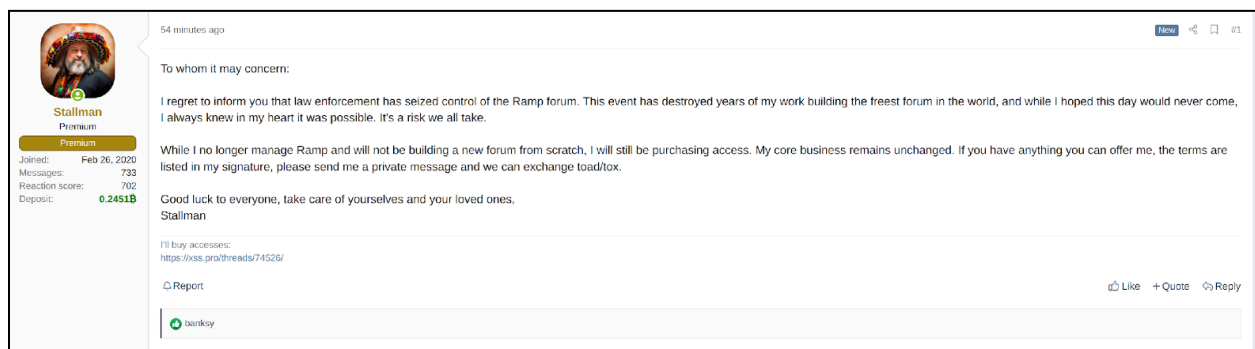 54 minutes ago
New
#1
Stallman
Premium
Premium
Joined: Feb 26, 2020
Messages: 733
Reaction score: 702
Deposit: 0.2451₿
To whom it may concern:
I regret to inform you that law enforcement has seized control of the Ramp forum. This event has destroyed years of my work building the freest forum in the world, and while I hoped this day would never come,
I always knew in my heart it was possible. It's a risk we all take.
While I no longer manage Ramp and will not be building a new forum from scratch, I will still be purchasing access. My core business remains unchanged. If you have anything you can offer me, the terms are
listed in my signature, please send me a private message and we can exchange toad/tox.
Good luck to everyone, take care of yourselves and your loved ones,
Stallman
I'll buy accesses:
https://xss.pro/threads/74526/
Report
Like
Quote
Reply
banksy